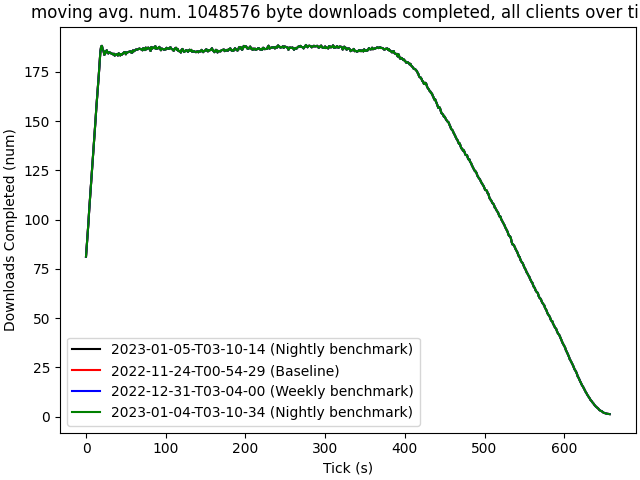 moving avg. num. 1048576 byte downloads completed, all clients over ti
175
150
125
100
75
50
25
0
Downloads Completed (num)
2023-01-05-T03-10-14 (Nightly benchmark)
2022-11-24-T00-54-29 (Baseline)
2022-12-31-T03-04-00 (Weekly benchmark)
2023-01-04-T03-10-34 (Nightly benchmark)
0 100 200 300 400 500 600
Tick (s)